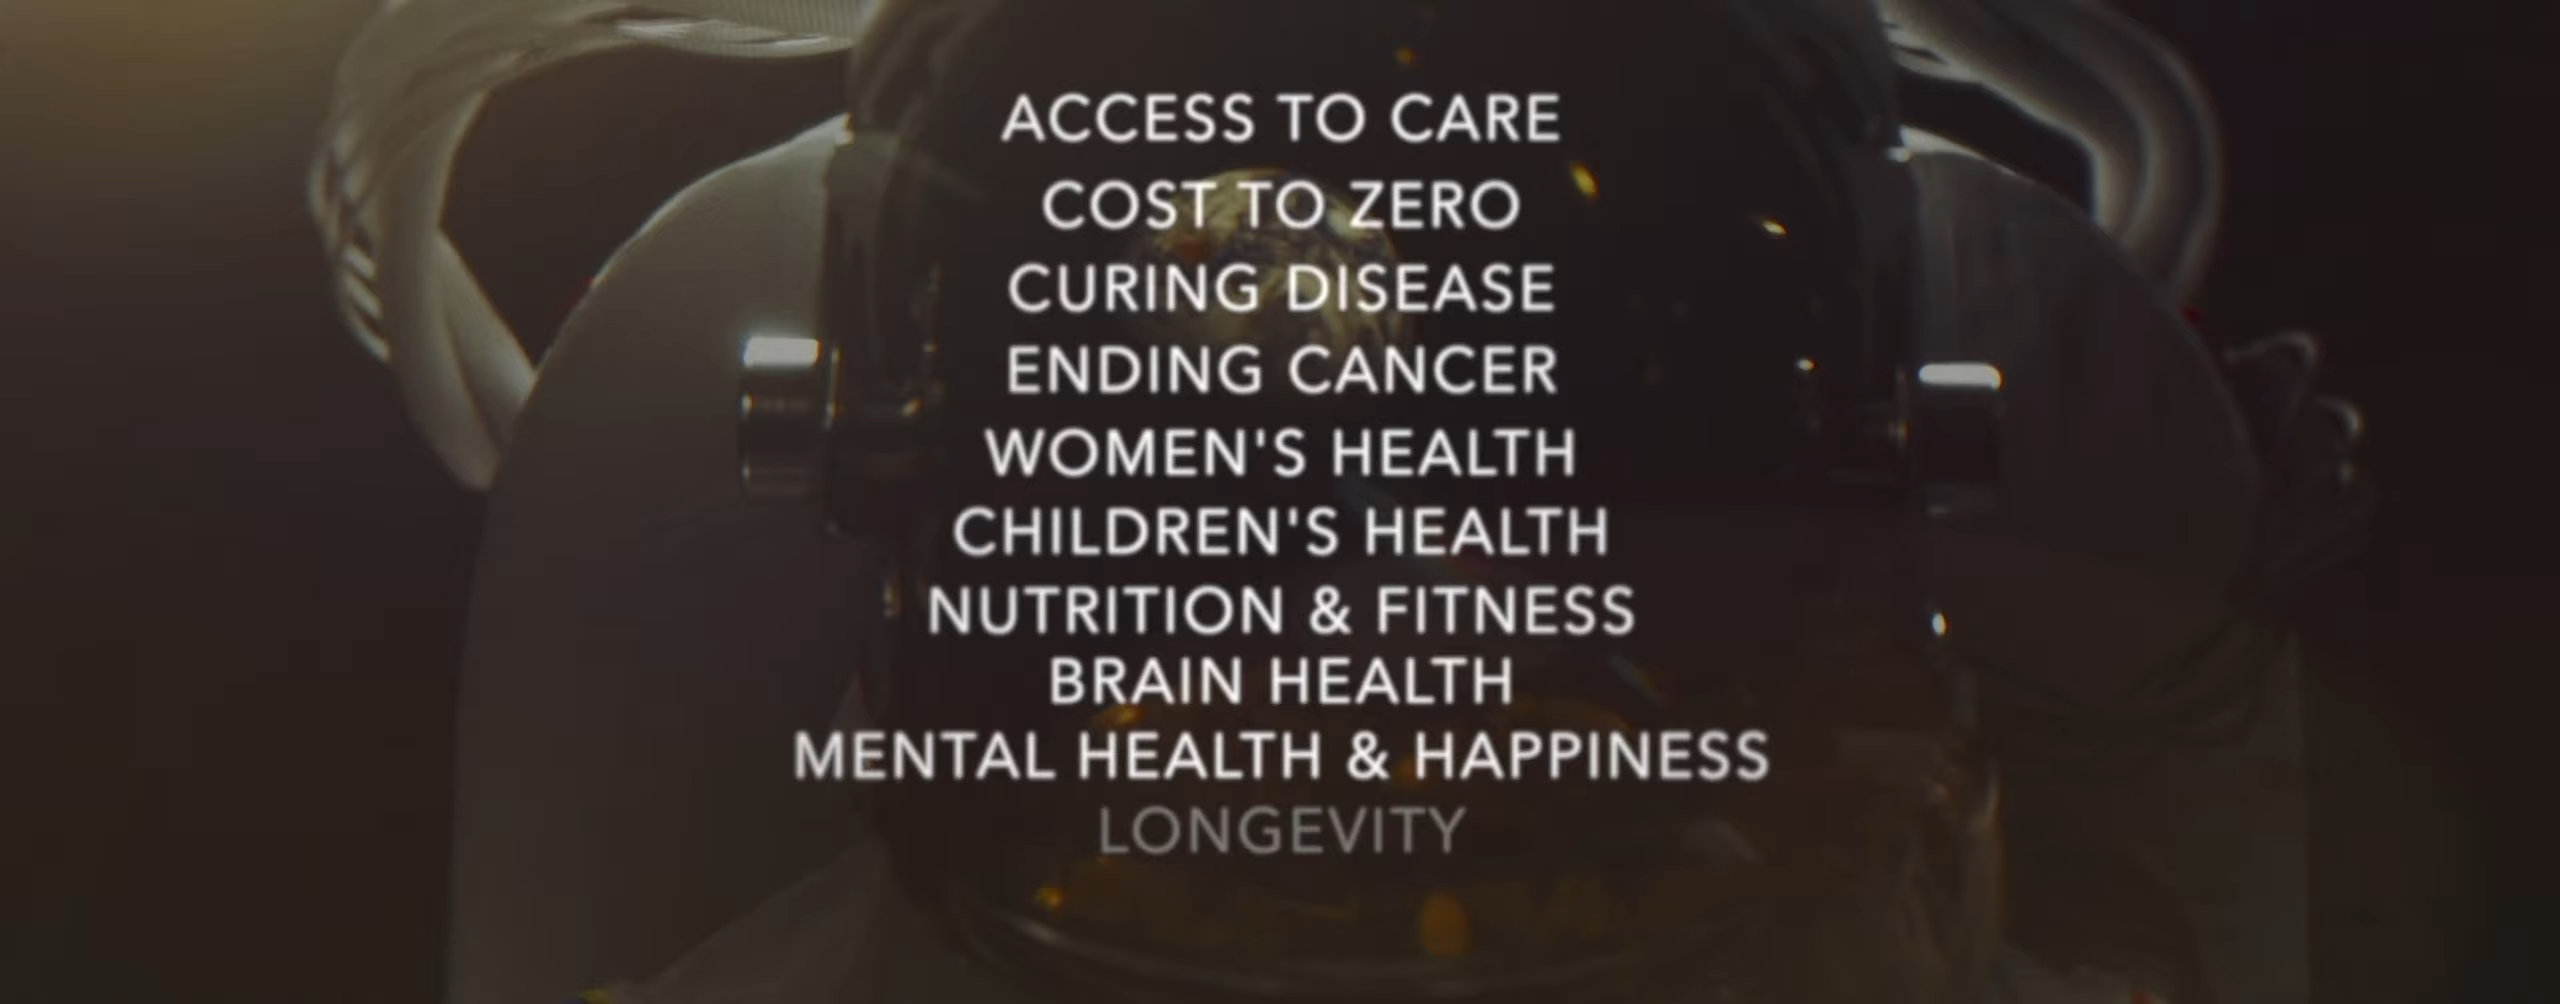 ACCESS TO CARE
COST TO ZERO
CURING DISEASE
ENDING CANCER
WOMEN'S HEALTH
CHILDREN'S HEALTH
NUTRITION & FITNESS
BRAIN HEALTH
MENTAL HEALTH & HAPPINESS
LONGEVITY